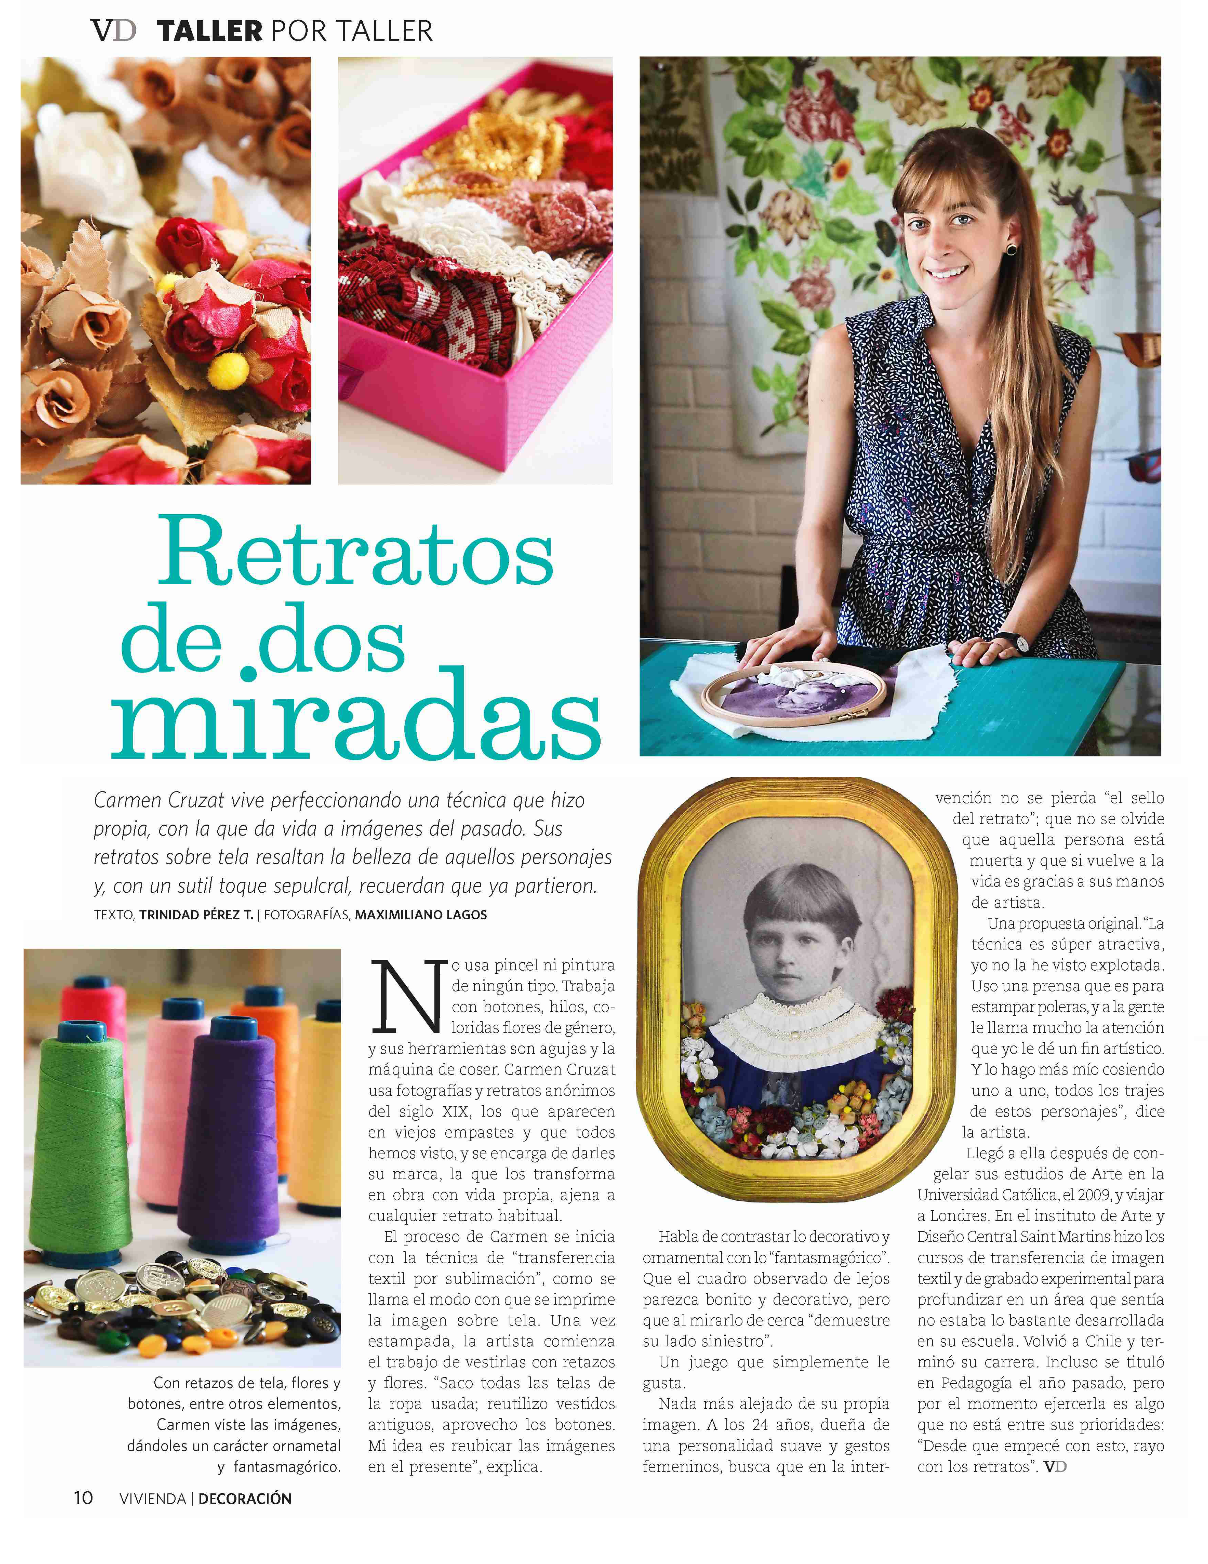 VD TALLER POR TALLER
Retratos
de dos
miradas
Carmen Cruzat vive perfeccionando una técnica que hizo
propia, con la que da vida a imágenes del pasado. Sus
retratos sobre tela resaltan la belleza de aquellos personajes
y, con un sutil toque sepulcral, recuerdan que ya partieron.
TEXTO, TRINIDAD PÉREZ T. | FOTOGRAFÍAS, MAXIMILIANO LAGOS
No usa pincel ni pintura
de ningún tipo. Trabaja
con botones, hilos, co-
loridas flores de género,
y sus herramientas son agujas y la
máquina de coser. Carmen Cruzat
usa fotografías y retratos anónimos
del siglo XIX, los que aparecen
en viejos empastes y que todos
hemos visto, y se encarga de darles
su marca, la que los transforma
en obra con vida propia, ajena a
cualquier retrato habitual.
El proceso de Carmen se inicia
con la técnica de “transferencia
textil por sublimación”, como se
llama el modo con que se imprime
la imagen sobre tela. Una vez
estampada, la artista comienza
el trabajo de vestirlas con retazos
y flores. “Saco todas las telas de
la ropa usada; reutilizo vestidos
antiguos, aprovecho los botones.
Mi idea es reubicar las imágenes
en el presente”, explica.
Habla de contrastar lo decorativo y
ornamental con lo “fantasmagórico”.
Que el cuadro observado de lejos
parezca bonito y decorativo, pero
que al mirarlo de cerca “demuestre
su lado siniestro”.
Un juego que simplemente le
gusta.
Nada más alejado de su propia
imagen. A los 24 años, dueña de
una personalidad suave y gestos
femeninos, busca que en la inter-
vención no se pierda “el sello
del retrato”; que no se olvide
que aquella persona está
muerta y que si vuelve a la
vida es gracias a sus manos
de artista.
Una propuesta original. “La
técnica es súper atractiva,
yo no la he visto explotada.
Uso una prensa que es para
estampar poleras, y a la gente
le llama mucho la atención
que yo le dé un fin artístico.
Y lo hago más mío cosiendo
uno a uno, todos los trajes
de estos personajes”, dice
la artista.
Llegó a ella después de con-
gelar sus estudios de Arte en la
Universidad Católica, el 2009, y viajar
a Londres. En el instituto de Arte y
Diseño Central Saint Martins hizo los
cursos de transferencia de imagen
textil y de grabado experimental para
profundizar en un área que sentía
no estaba lo bastante desarrollada
en su escuela. Volvió a Chile y ter-
minó su carrera. Incluso se tituló
en Pedagogía el año pasado, pero
por el momento ejercerla es algo
que no está entre sus prioridades:
“Desde que empecé con esto, rayo
con los retratos”. VD
Con retazos de tela, flores y
botones, entre otros elementos,
Carmen viste las imágenes,
dándoles un carácter ornametal
y fantasmagórico.
10 VIVIENDA | DECORACIÓN